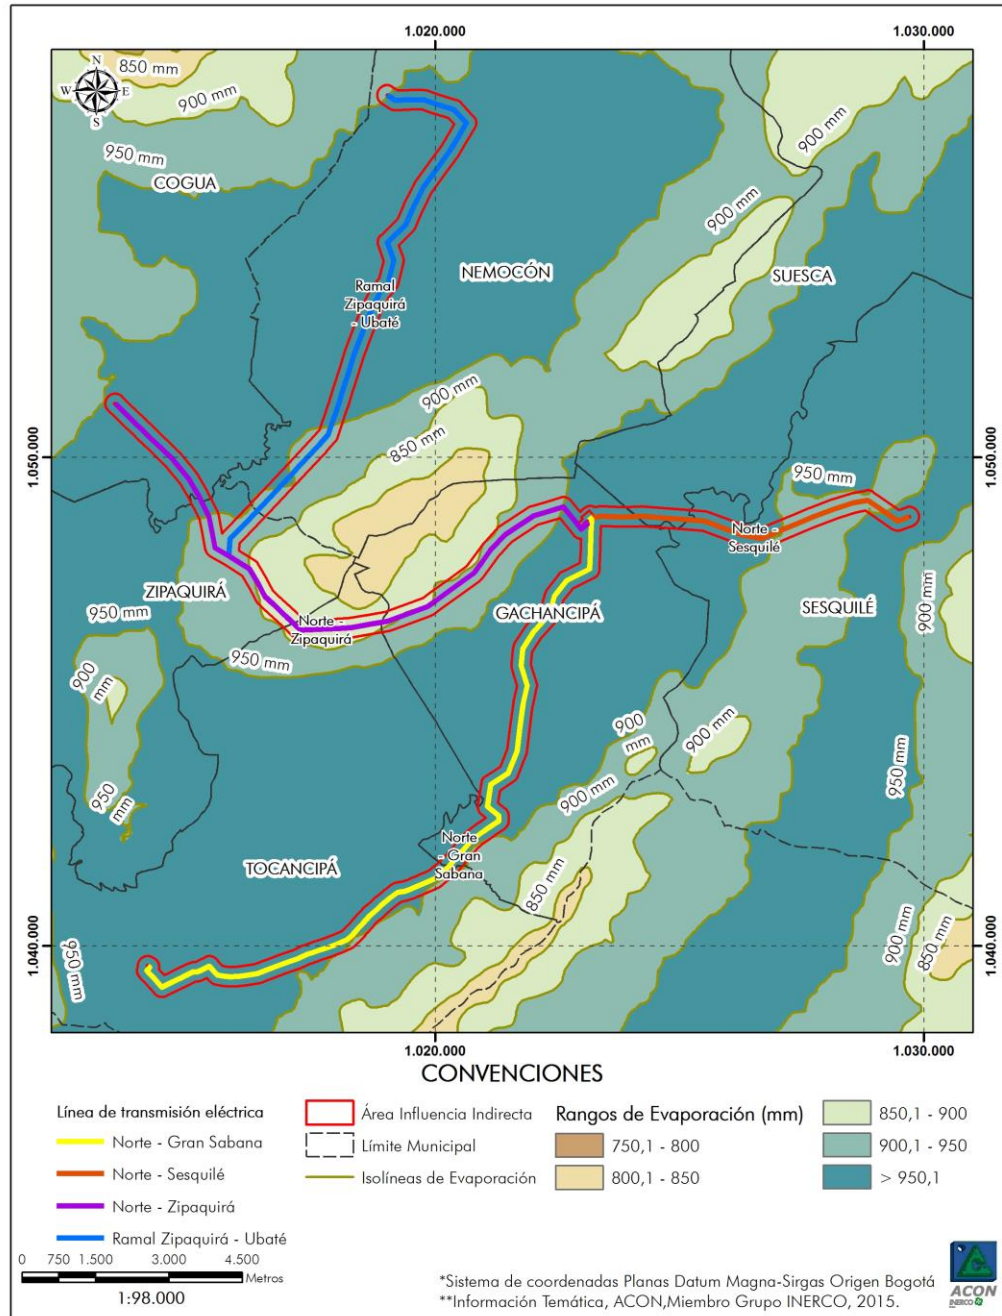 1.020.000
1.030.000
N
W
E
S
850 mm
900 mm
950 mm
COGUA
900 mm
900 mm
NEMOCÓN
SUESCA
Ramal
Zipaquirá
- Ubaté
900 mm
850 mm
1.050.000
1.050.000
950 mm
Norte -
Sesquilé
ZIPAQUIRÁ
950 mm
Norte -
Zipaquirá
GACHANCIPÁ
SESQUILÉ
900 mm
950 mm
900
mm
900
mm
900 mm
950
mm
900 mm
950 mm
Norte
- Gran
Sabana
TOCANCIPÁ
850 mm
950 mm
900 mm
850 mm
1.040.000
1.040.000
1.020.000
1.030.000
CONVENCIONES
Línea de transmisión eléctrica
Norte - Gran Sabana
Norte - Sesquilé
Norte - Zipaquirá
Ramal Zipaquirá - Ubaté
Área Influencia Indirecta
Límite Municipal
Isolíneas de Evaporación
Rangos de Evaporación (mm)
750,1 - 800
800,1 - 850
850,1 - 900
900,1 - 950
> 950,1
0 750 1.500 3.000 4.500
Metros
1:98.000
*Sistema de coordenadas Planas Datum Magna-Sirgas Origen Bogotá
**Información Temática, ACON,Miembro Grupo INERCO, 2015.
ACON
INERCO